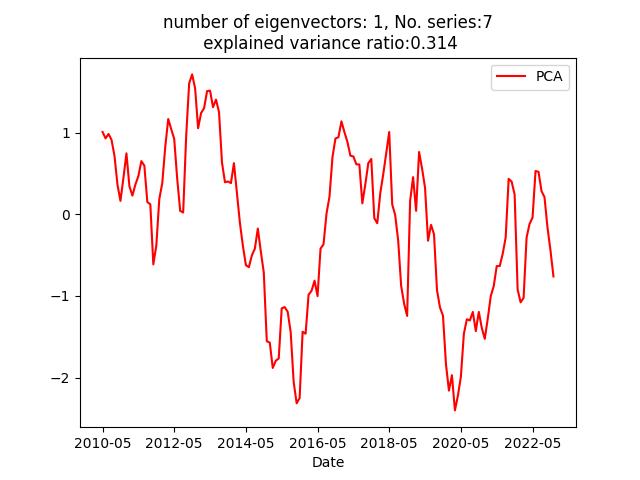 number of eigenvectors: 1, No. series:7
explained variance ratio:0.314
PCA
1
0
−1
−2
2010-05 2012-05 2014-05 2016-05 2018-05 2020-05 2022-05
Date